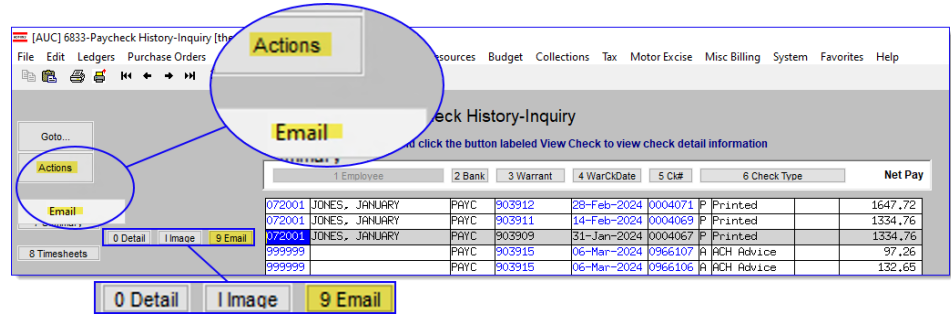 [AUC] 6833-Paycheck History-Inquiry [the
File Edit Ledgers Purchase Orders sources Budget Collections Tax Motor Excise Misc Billing System Favorites Help
Actions
Email
eck History-Inquiry
Goto...
click the button labeled View Check to view check detail information
Actions
1 Employee 2 Bank 3 Warrant 4 WarCkDate 5 Ck# 6 Check Type Net Pay
Email
072001 JONES, JANUARY PAYC 903912 28-Feb-2024 0004071 P Printed 1647.72
072001 JONES, JANUARY PAYC 903911 14-Feb-2024 0004069 P Printed 1334.76
0 Detail I Image 9 Email
072001 JONES, JANUARY PAYC 903909 31-Jan-2024 0004067 P Printed 1334.76
8 Timesheets
999999 PAYC 903915 06-Mar-2024 0966107 A ACH Advice 97.26
999999 PAYC 903915 06-Mar-2024 0966106 A ACH Advice 132.65
0 Detail I Image 9 Email